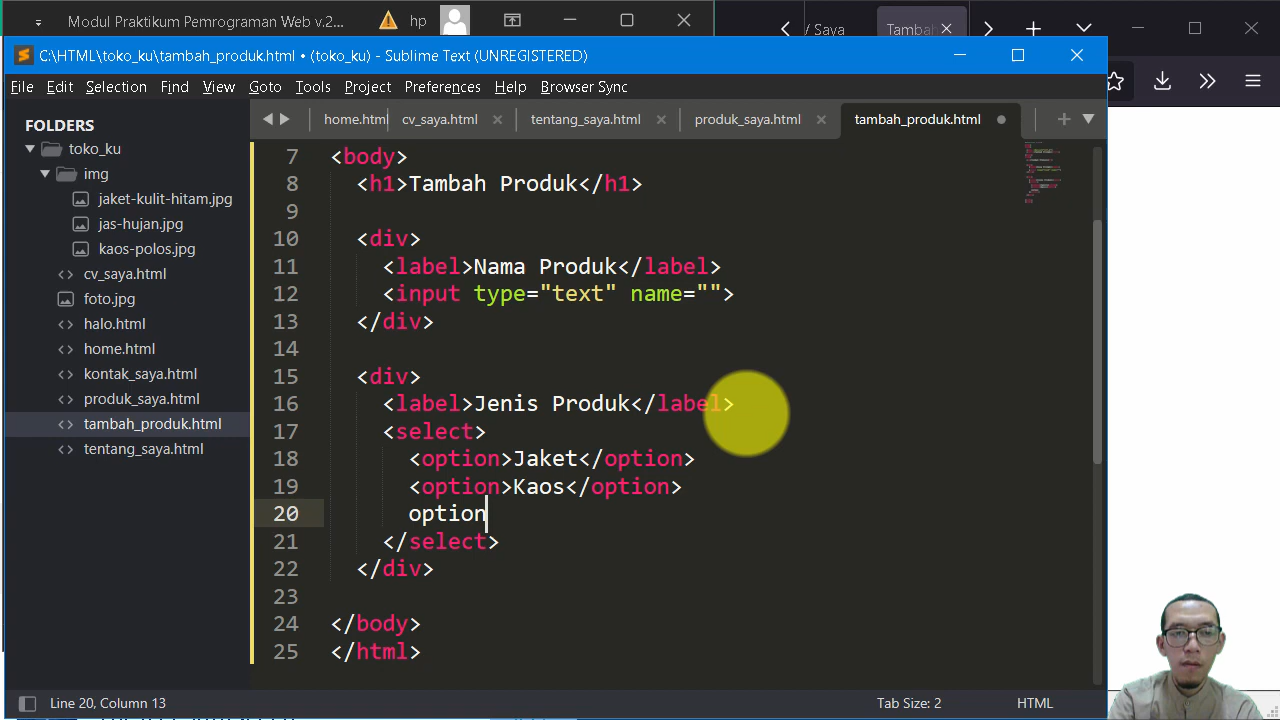 Modul Praktikum Pemrograman Web v.2... hp
/ Saya Tambah
C:\HTML\toko_ku\tambah_produk.html • (toko_ku) - Sublime Text (UNREGISTERED)
File Edit Selection Find View Goto Tools Project Preferences Help Browser Sync
FOLDERS
toko_ku
img
jaket-kulit-hitam.jpg
jas-hujan.jpg
kaos-polos.jpg
cv_saya.html
foto.jpg
halo.html
home.html
kontak_saya.html
produk_saya.html
tambah_produk.html
tentang_saya.html
home.html cv_saya.html tentang_saya.html produk_saya.html tambah_produk.html
7 <body>
8 <h1>Tambah Produk</h1>
9
10 <div>
11 <label>Nama Produk</label>
12 <input type="text" name="">
13 </div>
14
15 <div>
16 <label>Jenis Produk</label>
17 <select>
18 <option>Jaket</option>
19 <option>Kaos</option>
20 option
21 </select>
22 </div>
23
24 </body>
25 </html>
Line 20, Column 13 Tab Size: 2 HTML